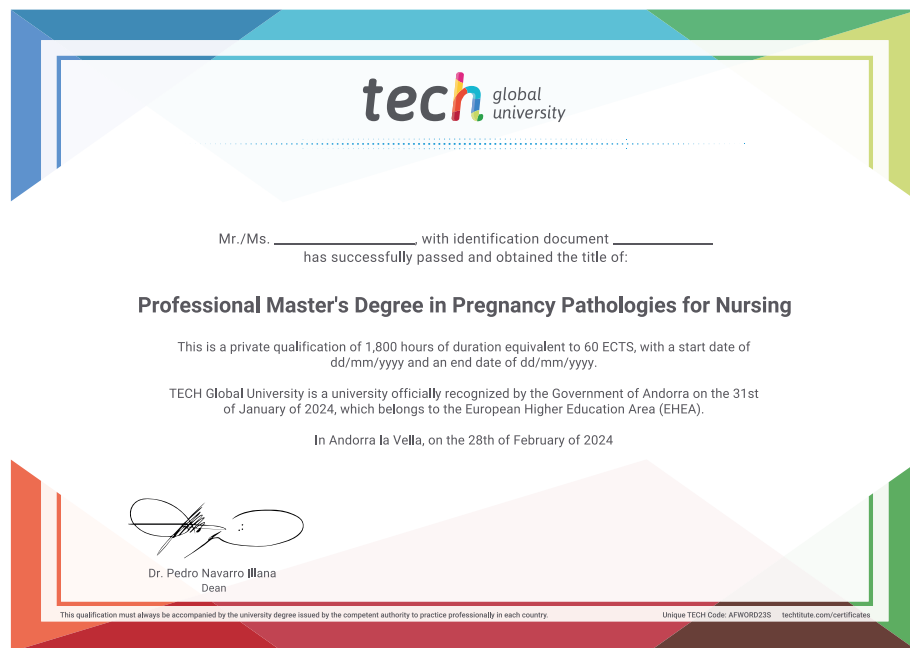 tech global university
Mr./Ms. ________________, with identification document ____________
has successfully passed and obtained the title of:
Professional Master's Degree in Pregnancy Pathologies for Nursing
This is a private qualification of 1,800 hours of duration equivalent to 60 ECTS, with a start date of
dd/mm/yyyy and an end date of dd/mm/yyyy.
TECH Global University is a university officially recognized by the Government of Andorra on the 31st
of January of 2024, which belongs to the European Higher Education Area (EHEA).
In Andorra la Vella, on the 28th of February of 2024
Dr. Pedro Navarro Illana
Dean
This qualification must always be accompanied by the university degree issued by the competent authority to practice professionally in each country.
Unique TECH Code: AFWORD23S techtitute.com/certificates